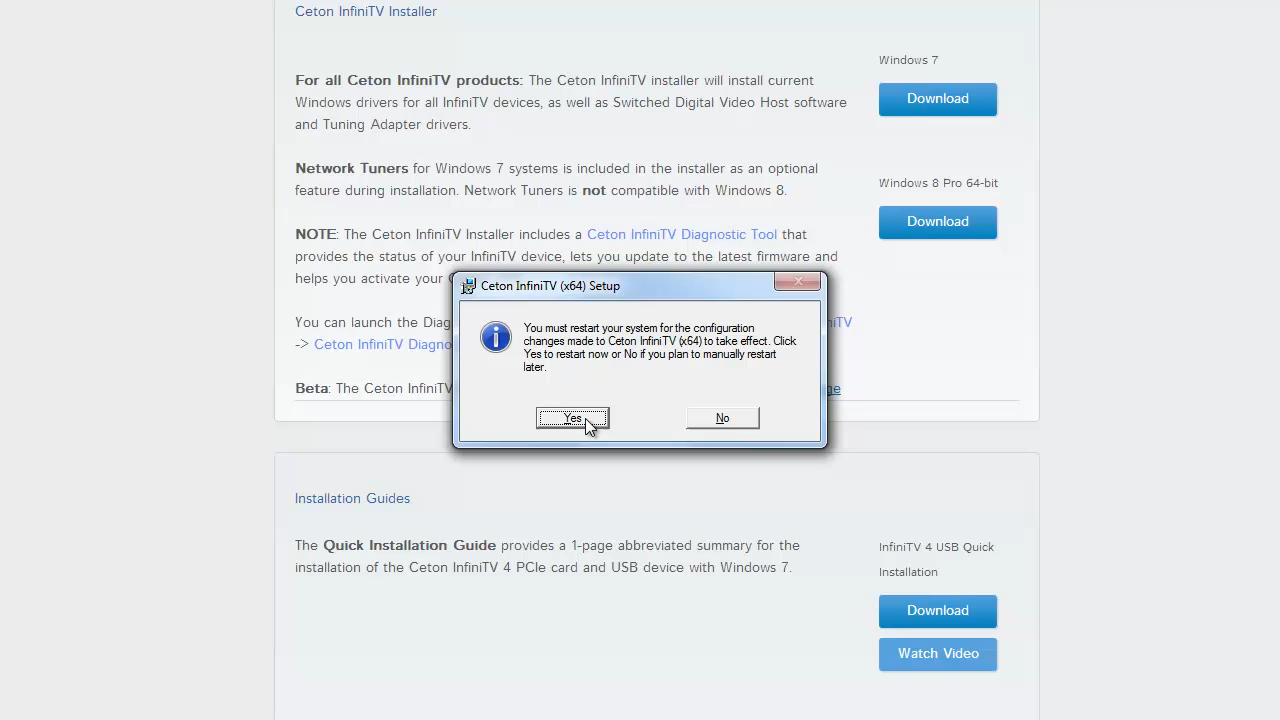 Ceton InfiniTV Installer
Windows 7
For all Ceton InfiniTV products: The Ceton InfiniTV installer will install current
Download
Windows drivers for all InfiniTV devices, as well as Switched Digital Video Host software
and Tuning Adapter drivers.
Network Tuners for Windows 7 systems is included in the installer as an optional
Windows 8 Pro 64-bit
feature during installation. Network Tuners is not compatible with Windows 8.
Download
NOTE: The Ceton InfiniTV Installer includes a Ceton InfiniTV Diagnostic Tool that
provides the status of your InfiniTV device, lets you update to the latest firmware and
helps you activate your
Ceton InfiniTV (x64) Setup
You can launch the Diag
niTV
You must restart your system for the configuration
changes made to Ceton InfiniTV (x64) to take effect. Click
Yes to restart now or No if you plan to manually restart
later.
-> Ceton InfiniTV Diagno
Beta: The Ceton InfiniTV
ge
Yes
No
Installation Guides
The Quick Installation Guide provides a 1-page abbreviated summary for the
installation of the Ceton InfiniTV 4 PCIe card and USB device with Windows 7.
InfiniTV 4 USB Quick
Installation
Download
Watch Video